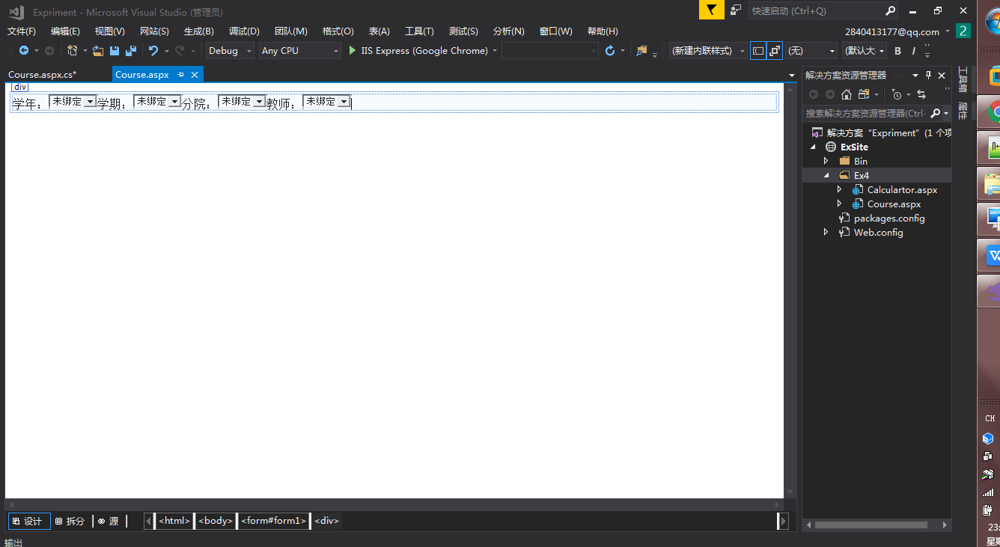 Expriment - Microsoft Visual Studio (管理员)
快速启动 (Ctrl+Q)
文件(F) 编辑(E) 视图(V) 网站(S) 生成(B) 调试(D) 团队(M) 格式(O) 表(A) 工具(T) 测试(S) 分析(N) 窗口(W) 帮助(H)
2840413177@qq.com 2
Debug Any CPU IIS Express (Google Chrome) (新建内联样式) (无) (默认大 B I
Course.aspx.cs* Course.aspx
解决方案资源管理器
工具箱
属性
div
学年： 未绑定 学期： 未绑定 分院： 未绑定 教师： 未绑定
搜索解决方案资源管理器(Ctrl-
解决方案 "Expriment" (1 个项
ExSite
Bin
Ex4
Calculartor.aspx
Course.aspx
packages.config
Web.config
CH
设计 拆分 源 <html> <body> <form#form1> <div>
23:
星期
输出